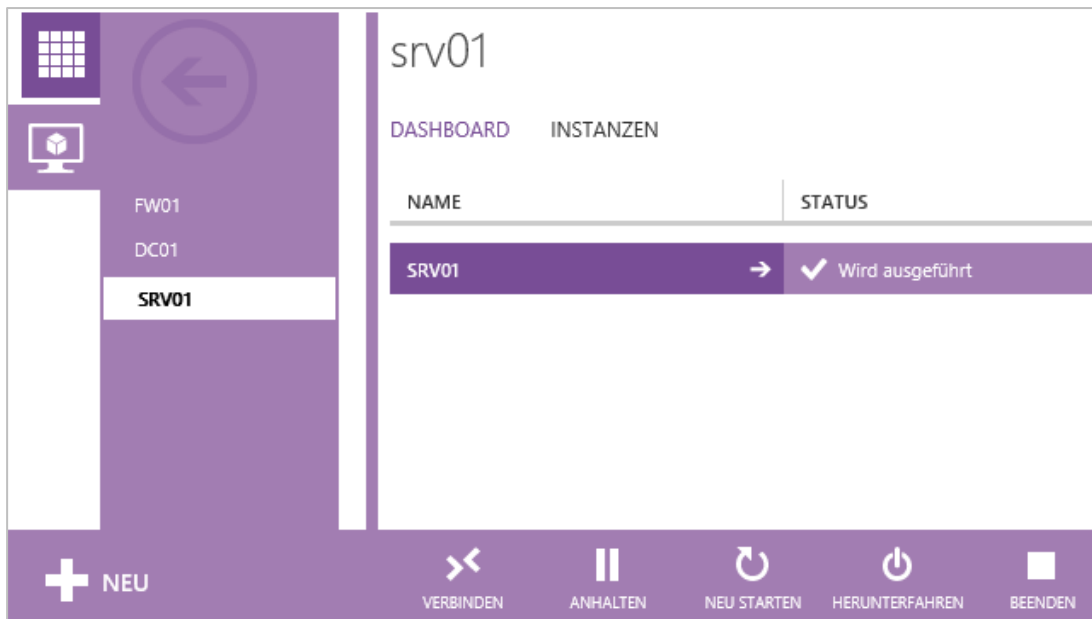 srv01
DASHBOARD INSTANZEN
NAME STATUS
FW01
DC01
SRV01
SRV01 Wird ausgeführt
NEU
VERBINDEN ANHALTEN NEU STARTEN HERUNTERFAHREN BEENDEN